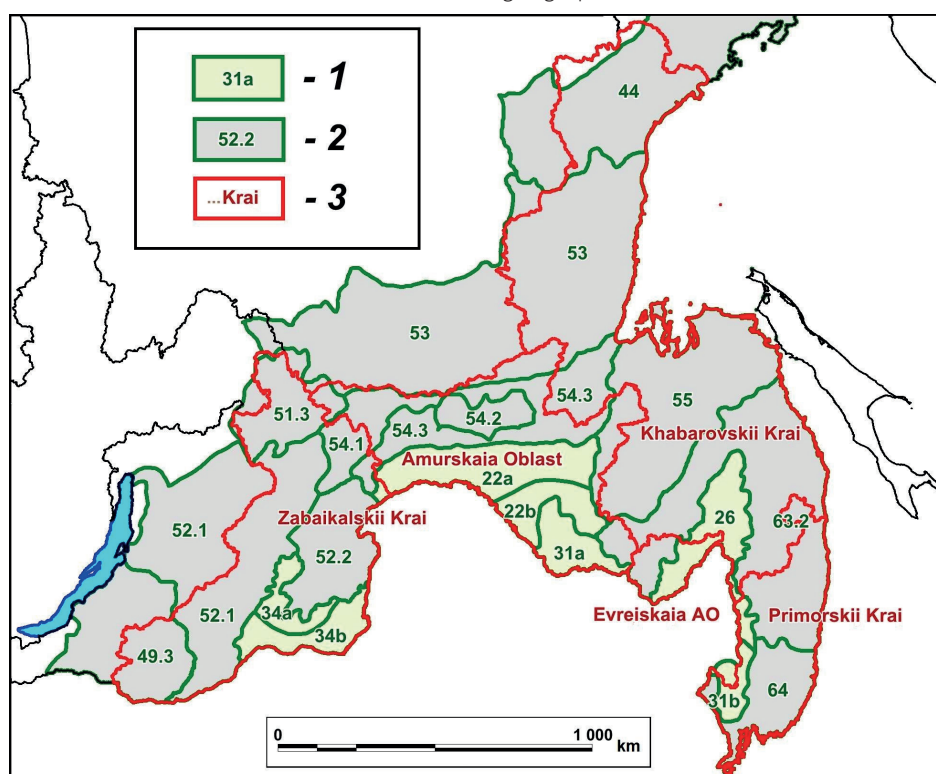 31a - 1
52.2 - 2
...Krai - 3
44
53
53
51.3
54.1
54.3
54.2
54.3
55
Khabarovskii Krai
Amurskaia Oblast
22a
22b
52.1
Zabaikalskii Krai
52.2
31a
26
63.2
52.1
34a
34b
Evreiskaia AO
Primorskii Krai
49.3
31b
64
0 1 000
km